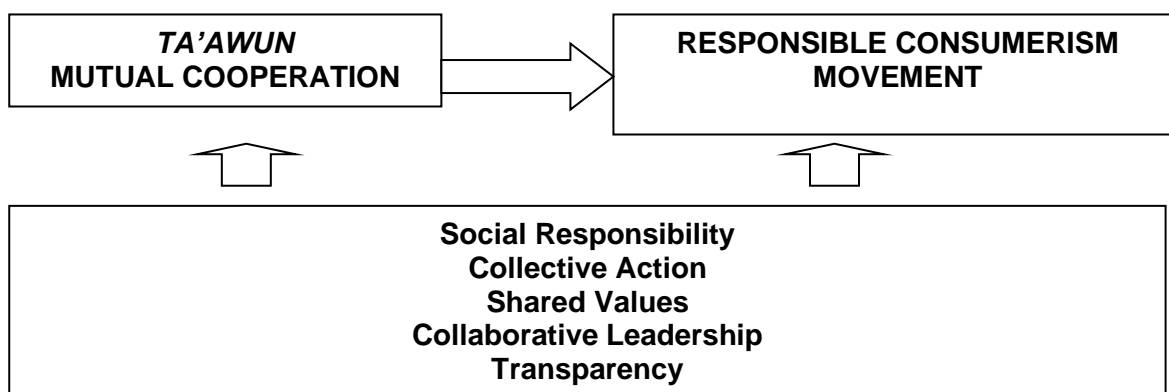 TA’AWUN
MUTUAL COOPERATION
RESPONSIBLE CONSUMERISM
MOVEMENT
Social Responsibility
Collective Action
Shared Values
Collaborative Leadership
Transparency